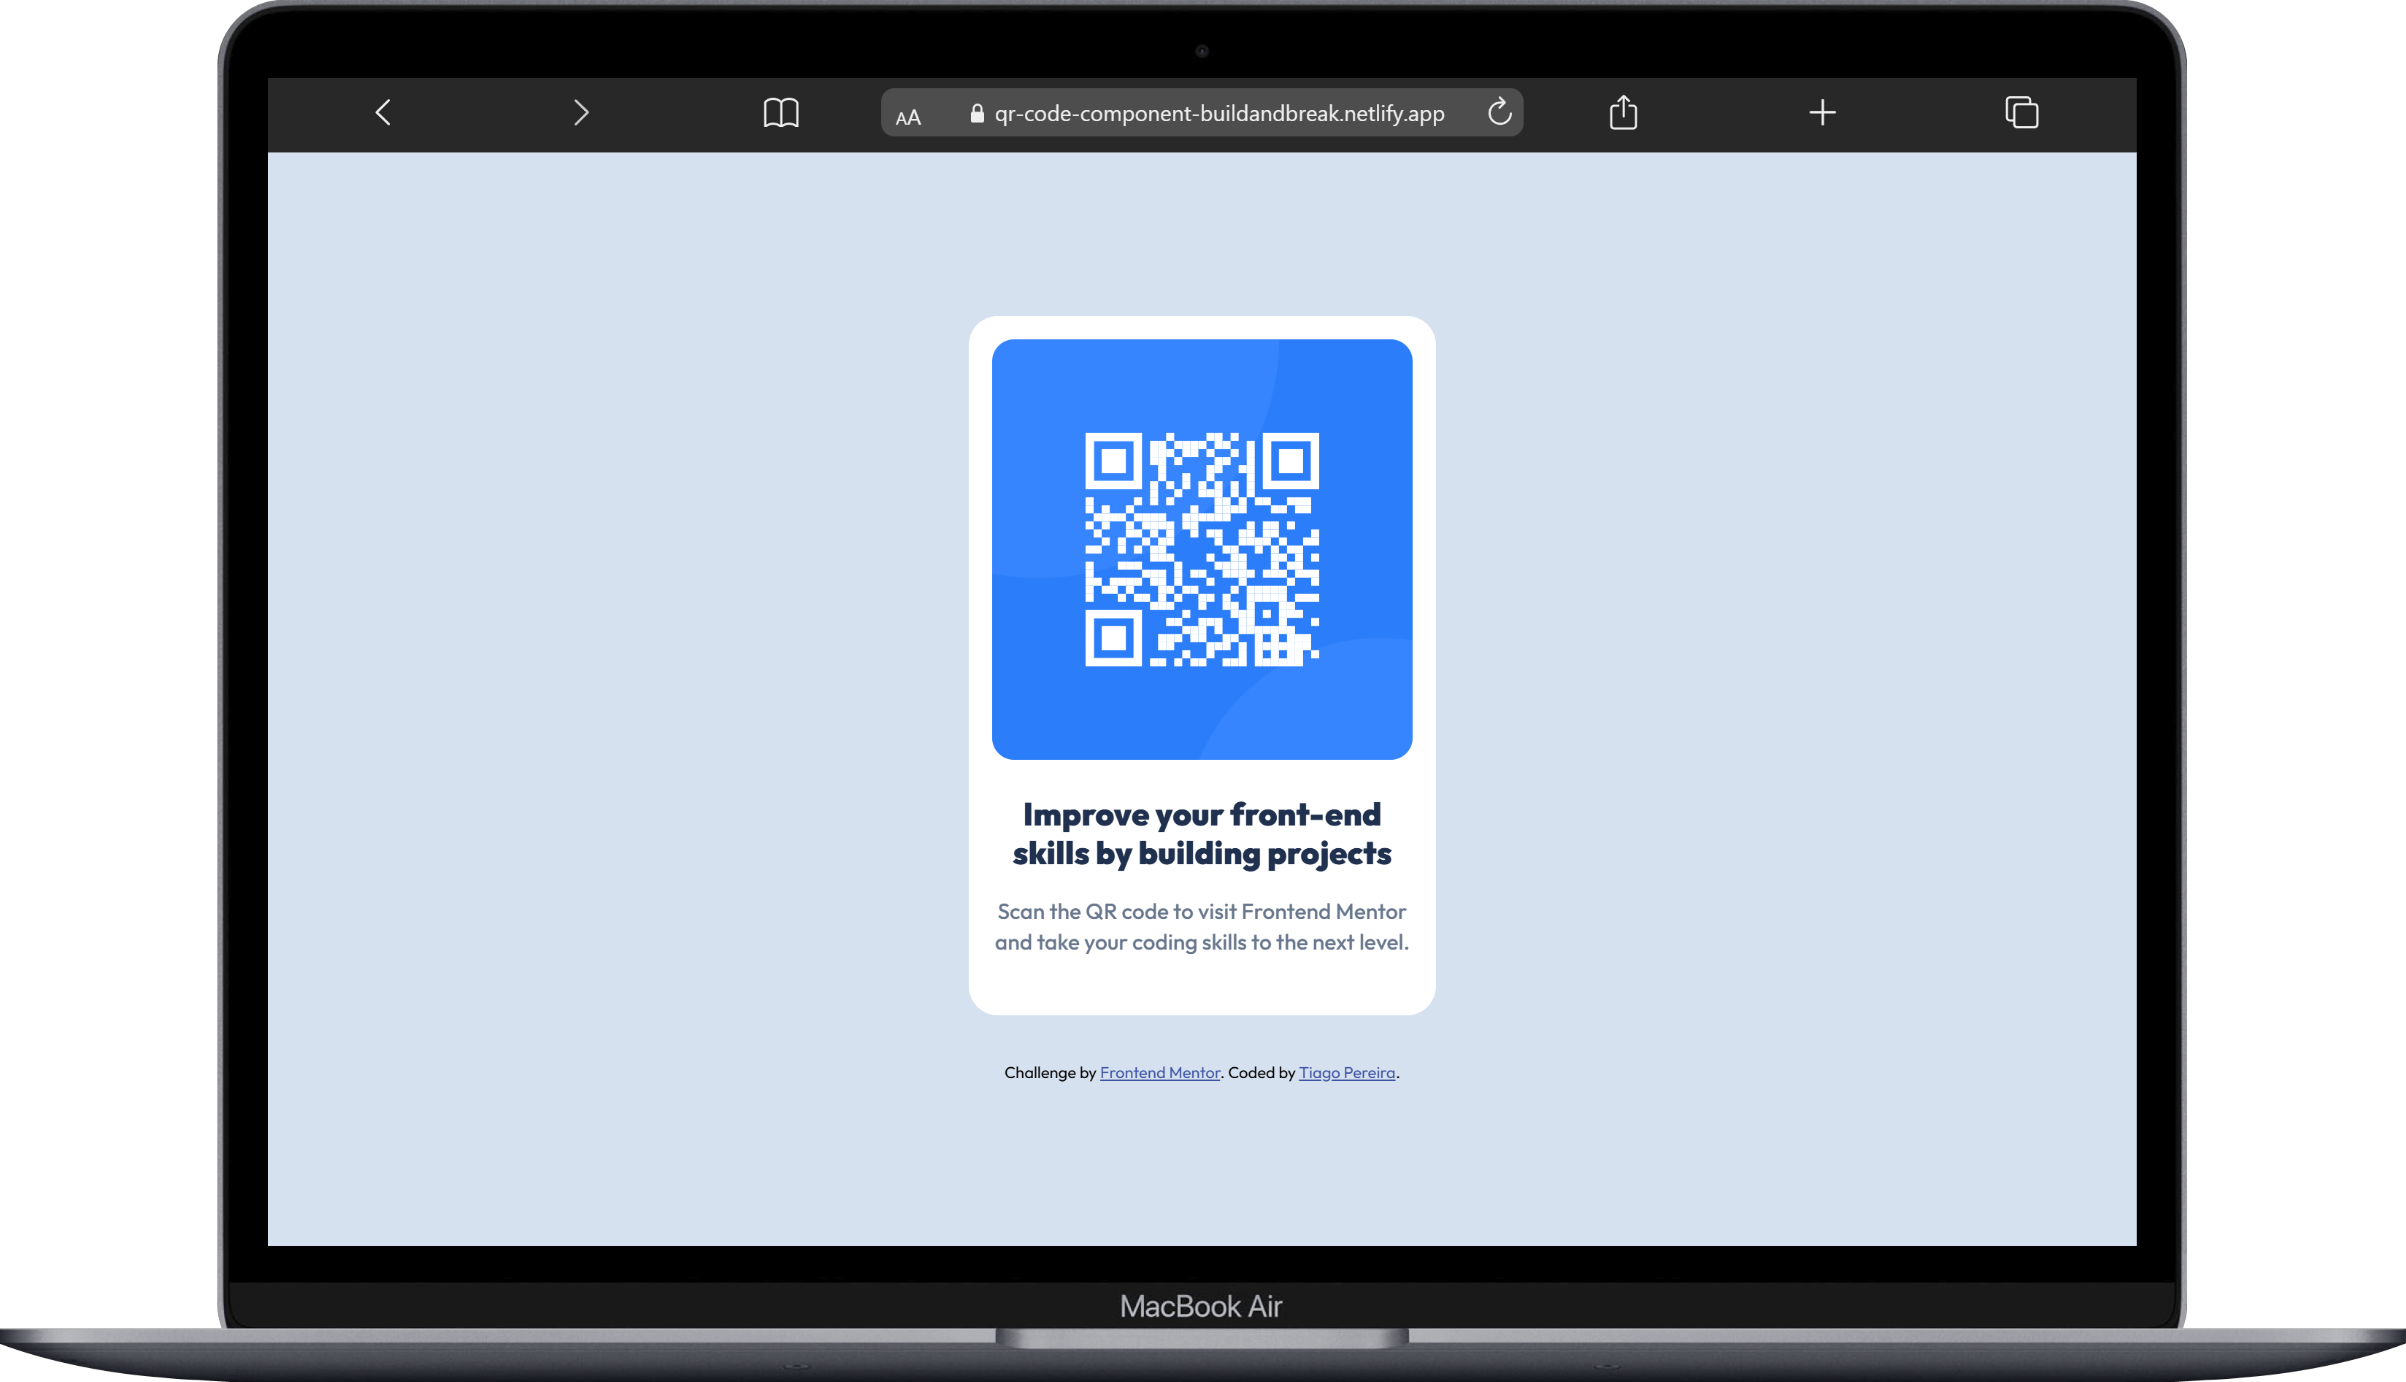 AA qr-code-component-buildandbreak.netlify.app
Improve your front-end
skills by building projects
Scan the QR code to visit Frontend Mentor
and take your coding skills to the next level.
Challenge by Frontend Mentor. Coded by Tiago Pereira.
MacBook Air